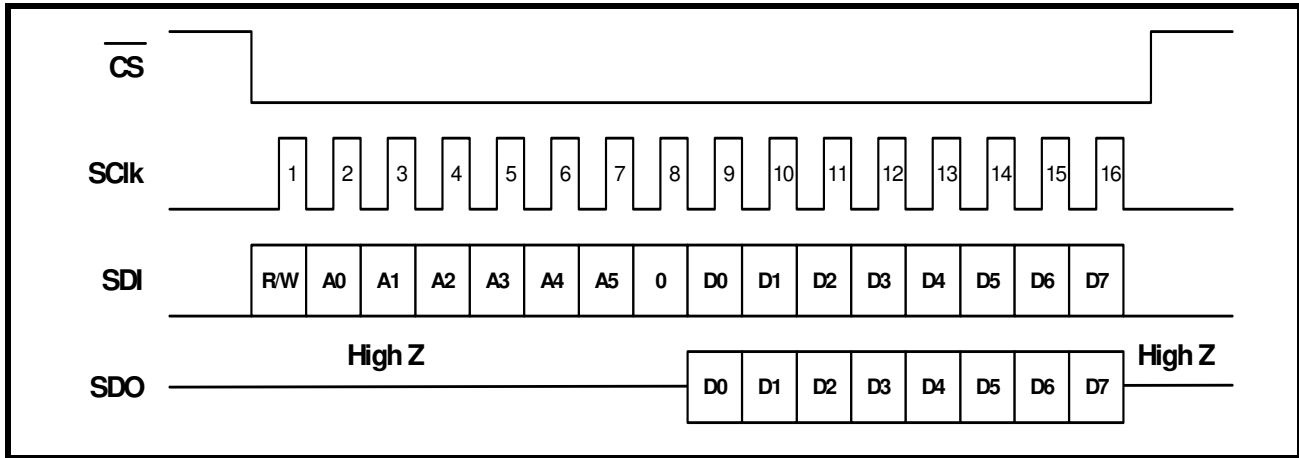 CS
SClk 1 2 3 4 5 6 7 8 9 10 11 12 13 14 15 16
SDI R/W A0 A1 A2 A3 A4 A5 0 D0 D1 D2 D3 D4 D5 D6 D7
High Z High Z
SDO D0 D1 D2 D3 D4 D5 D6 D7